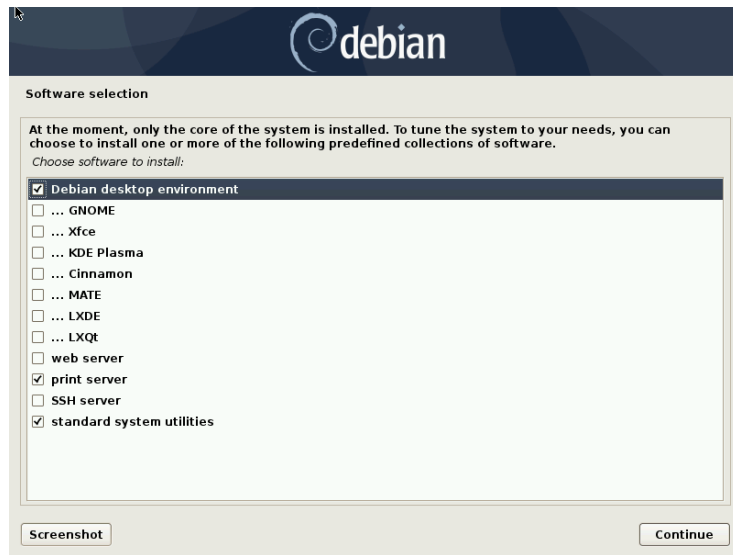 debian
Software selection
At the moment, only the core of the system is installed. To tune the system to your needs, you can
choose to install one or more of the following predefined collections of software.
Choose software to install:
Debian desktop environment
... GNOME
... Xfce
... KDE Plasma
... Cinnamon
... MATE
... LXDE
... LXQt
web server
print server
SSH server
standard system utilities
Screenshot
Continue